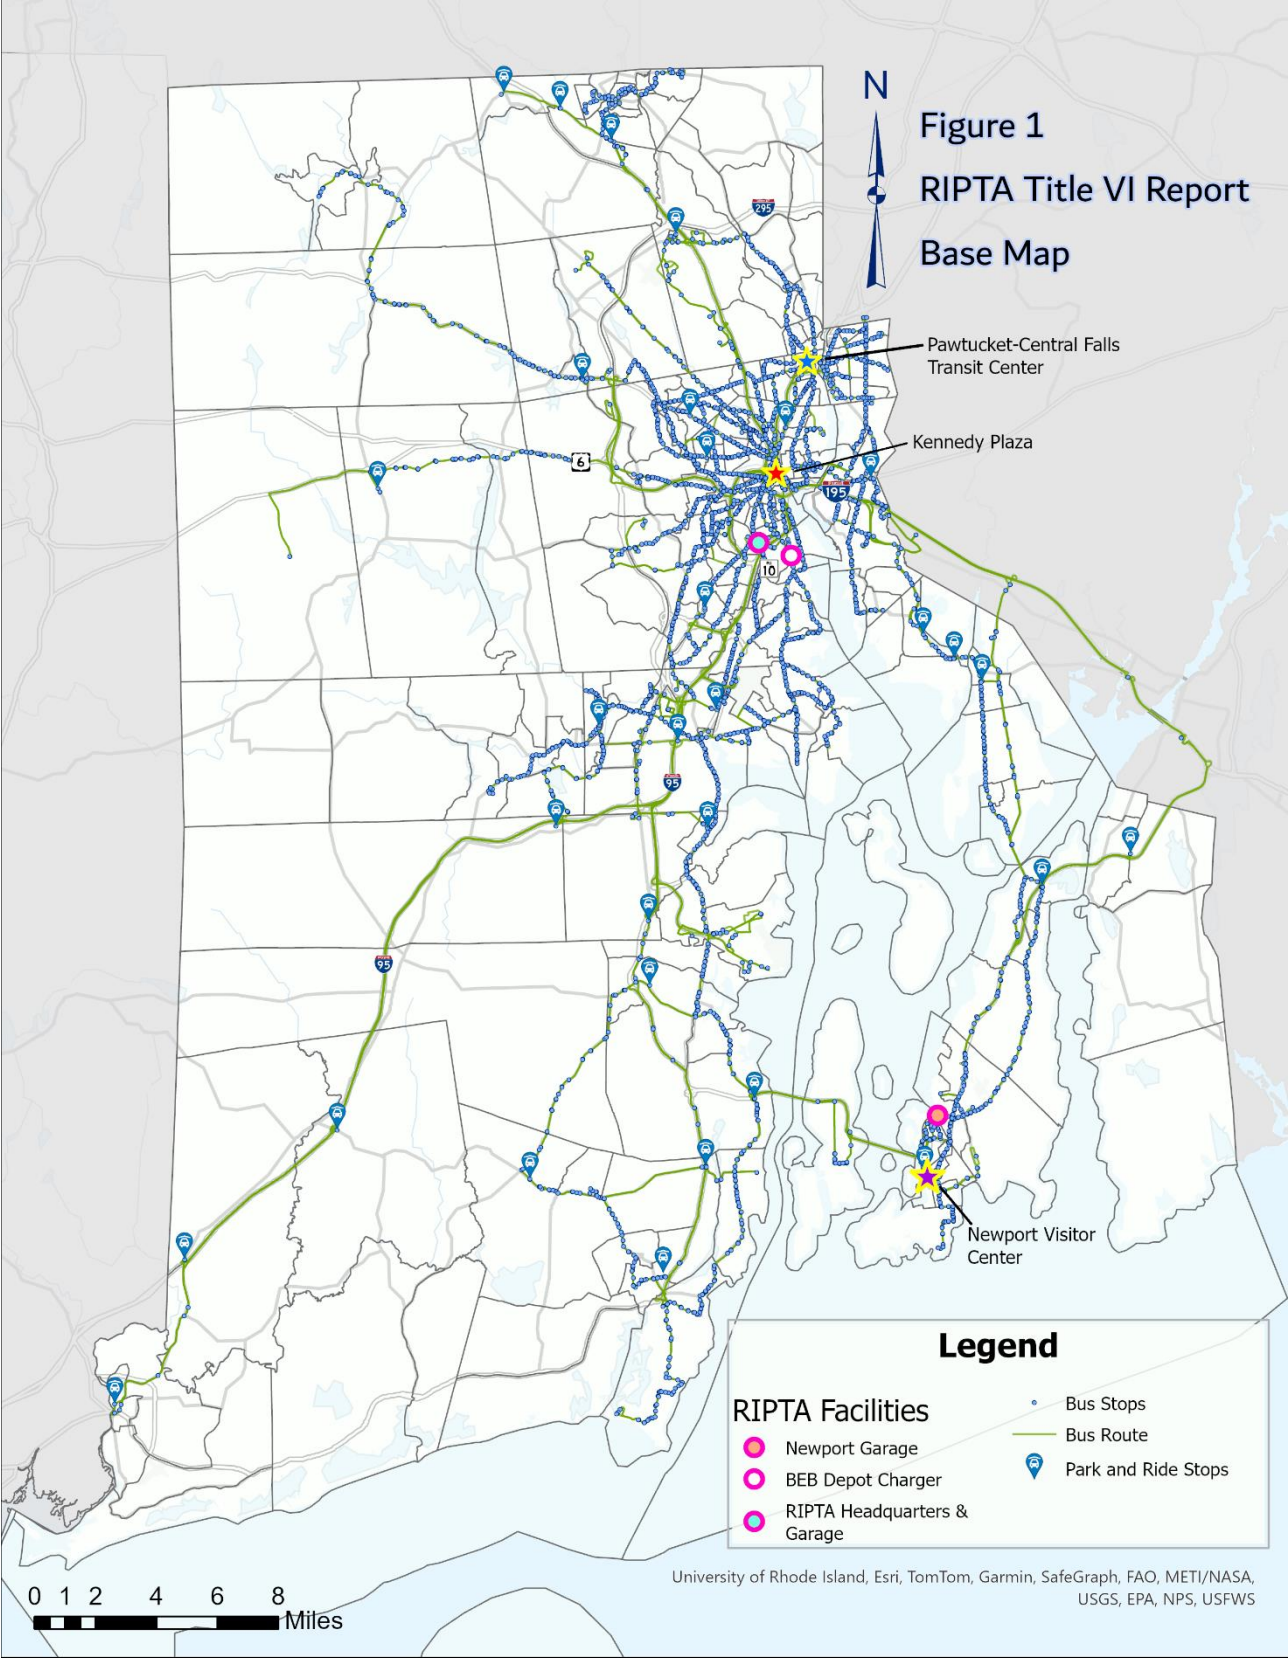 N
Figure 1
RIPTA Title VI Report
Base Map
295
Pawtucket-Central Falls
Transit Center
Kennedy Plaza
6
195
10
95
95
Newport Visitor
Center
Legend
RIPTA Facilities
Newport Garage
BEB Depot Charger
RIPTA Headquarters &
Garage
Bus Stops
Bus Route
Park and Ride Stops
University of Rhode Island, Esri, TomTom, Garmin, SafeGraph, FAO, METI/NASA,
USGS, EPA, NPS, USFWS
0 1 2 4 6 8
Miles